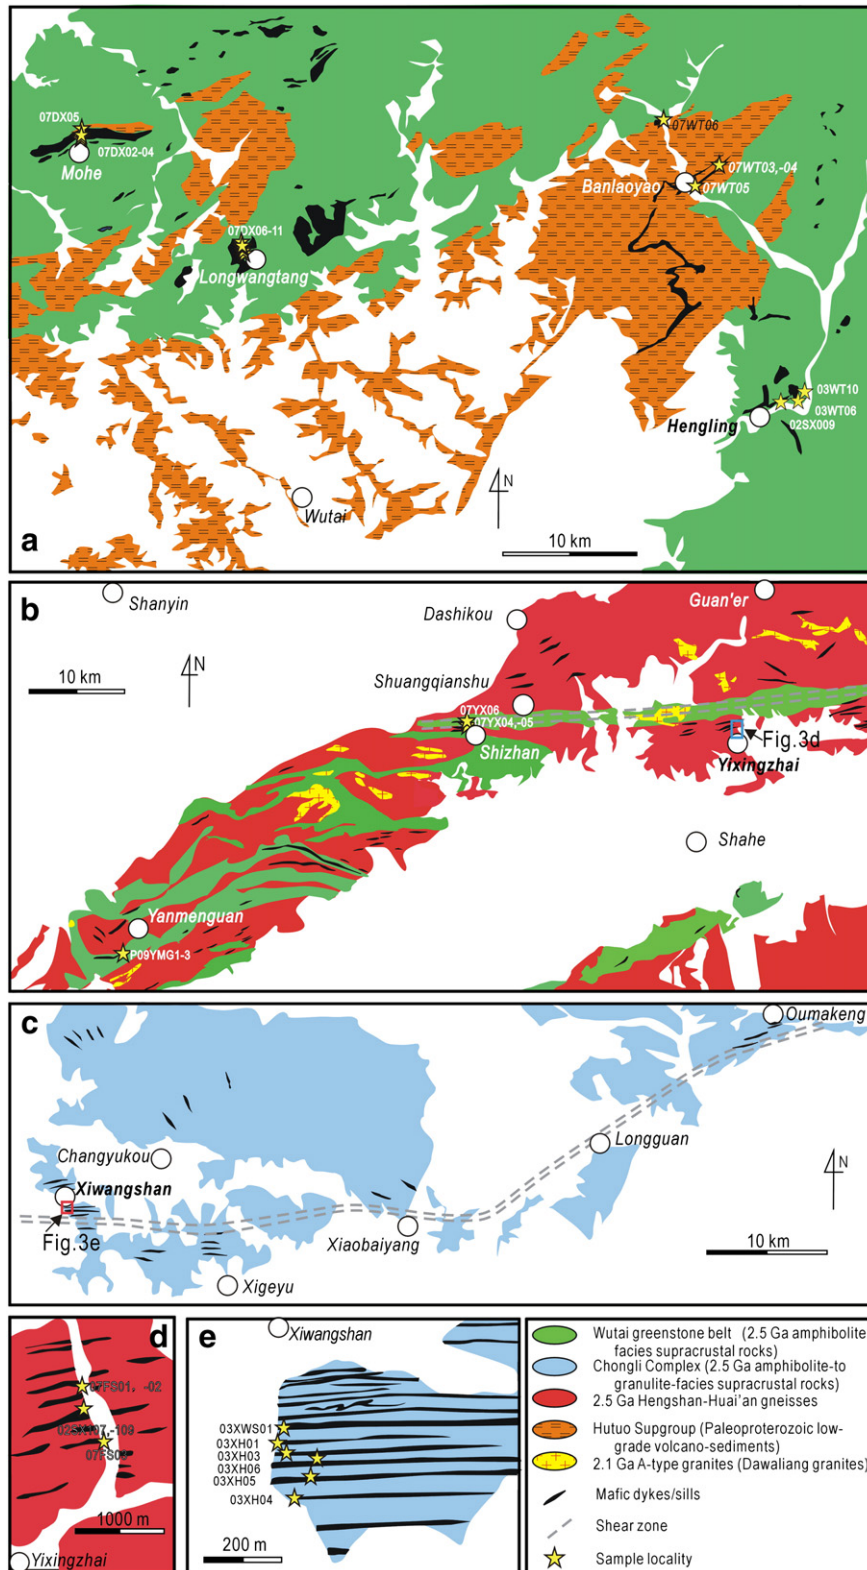 07DX05
07DX02-04
Mohe
07WT06
07WT03,-04
Banlaoyao
07WT05
07DX06-11
Longwangtang
03WT10
03WT06
02SX009
Hengling
N
Wutai
a
10 km
b
Shanyin
Dashikou
Guan'er
10 km
N
Shuangqianshu
07YX06
07YX04,-05
Shizhan
Fig.3d
Yixingzhai
Shahe
Yanmenguan
P09YMG1-3
c
Oumakeng
Changyukou
Longguan
Xiwangshan
N
Fig.3e
Xiaobaiyang
10 km
Xigeyu
d
07FS01, -02
07FS03
1000 m
Yixingzhai
e
Xiwangshan
03XWS01
03XH01
03XH03
03XH06
03XH05
03XH04
200 m
Wutai greenstone belt (2.5 Ga amphibolite
facies supracrustal rocks)
Chongli Complex (2.5 Ga amphibolite-to
granulite-facies supracrustal rocks)
2.5 Ga Hengshan-Huai'an gneisses
Hutuo Supgroup (Paleoproterozoic low-
grade volcano-sediments)
2.1 Ga A-type granites (Dawaliang granites)
Mafic dykes/sills
Shear zone
Sample locality